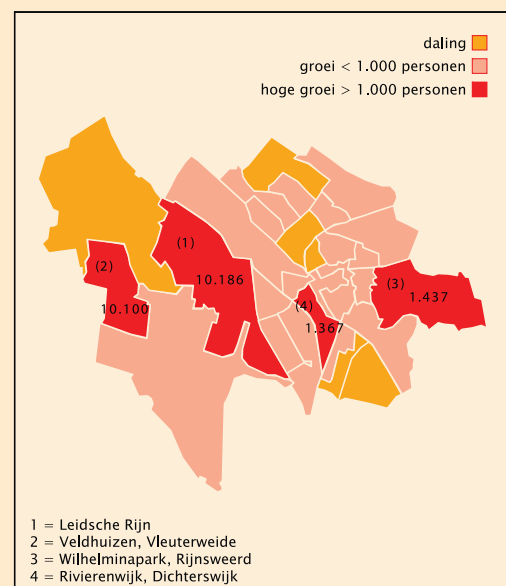 daling
groei < 1.000 personen
hoge groei > 1.000 personen
(1)
(2)
10.186
(3)
1.437
10.100
(4)
1.367
1 = Leidsche Rijn
2 = Veldhuizen, Vleuterweide
3 = Wilhelminapark, Rijnsweerd
4 = Rivierenwijk, Dichterswijk